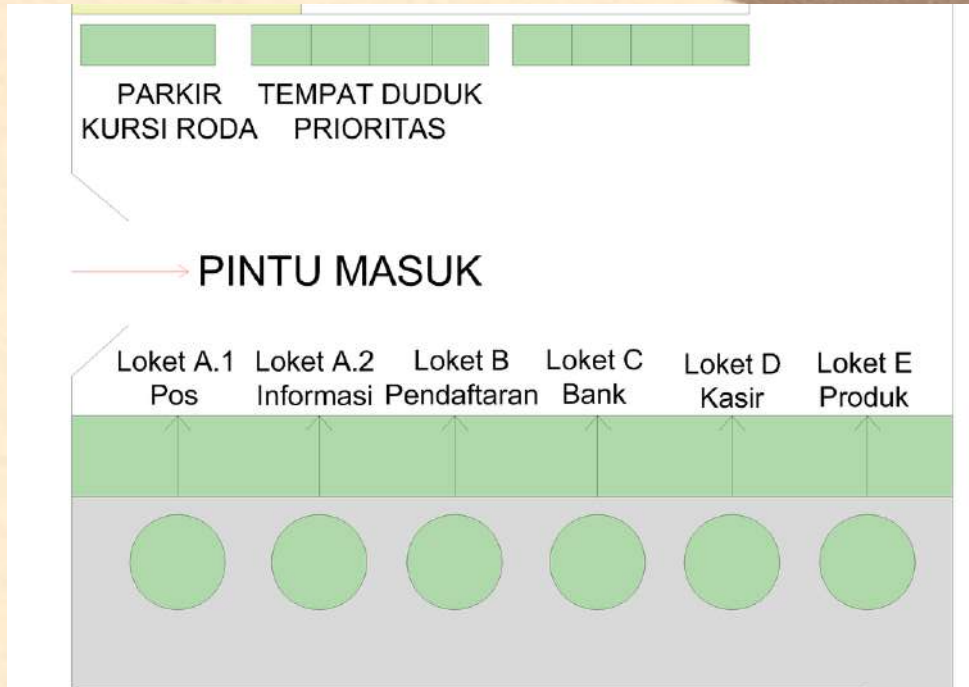 PARKIR
KURSI RODA
TEMPAT DUDUK
PRIORITAS
PINTU MASUK
Loket A.1
Pos
Loket A.2
Informasi
Loket B
Pendaftaran
Loket C
Bank
Loket D
Kasir
Loket E
Produk